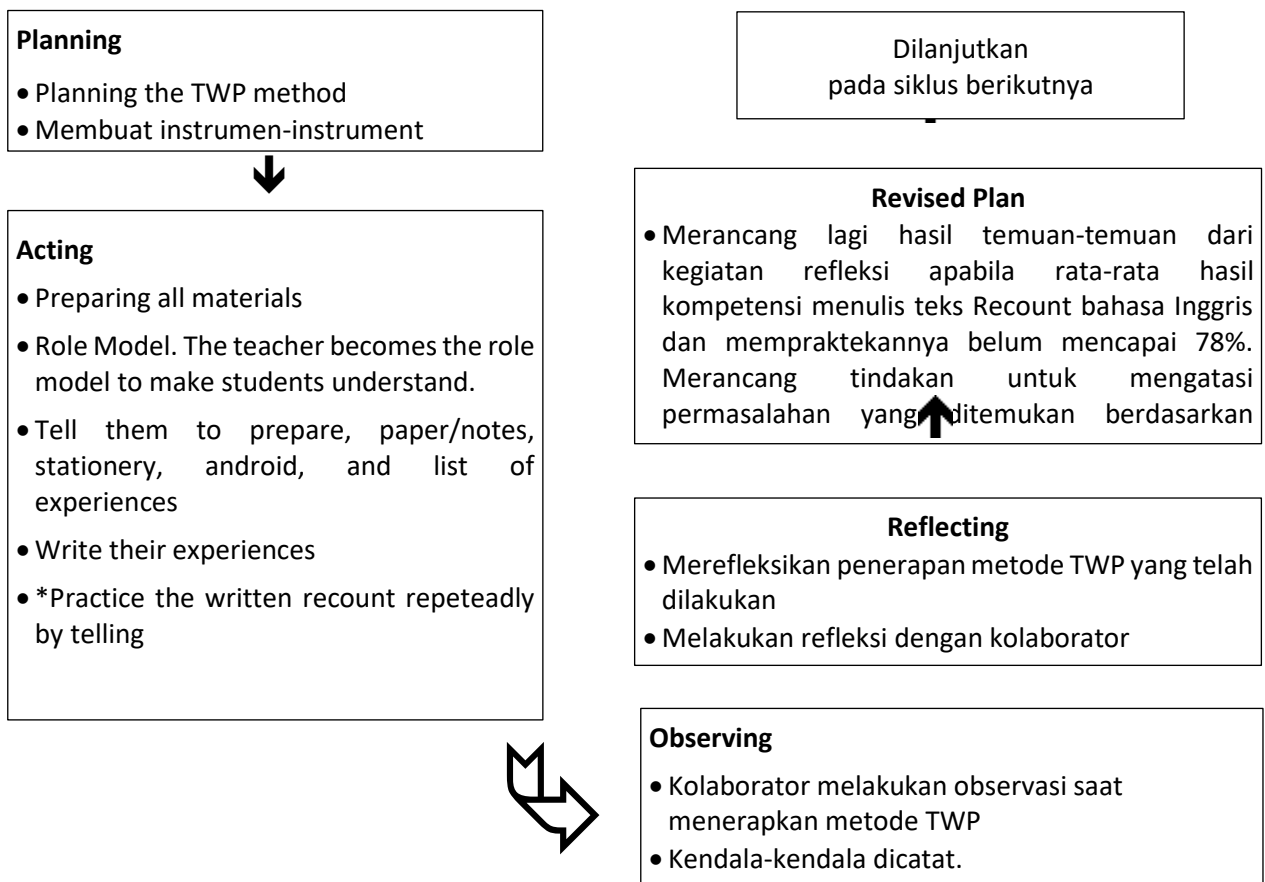 Planning
• Planning the TWP method
• Membuat instrumen-instrument
Acting
• Preparing all materials
• Role Model. The teacher becomes the role
model to make students understand.
• Tell them to prepare, paper/notes,
stationery, android, and list of
experiences
• Write their experiences
• *Practice the written recount repeteadly
by telling
Dilanjutkan
pada siklus berikutnya
Revised Plan
• Merancang lagi hasil temuan-temuan dari
kegiatan refleksi apabila rata-rata hasil
kompetensi menulis teks Recount bahasa Inggris
dan mempraktekannya belum mencapai 78%.
Merancang tindakan untuk mengatasi
permasalahan yang ditemukan berdasarkan
Reflecting
• Merefleksikan penerapan metode TWP yang telah
dilakukan
• Melakukan refleksi dengan kolaborator
Observing
• Kolaborator melakukan observasi saat
menerapkan metode TWP
• Kendala-kendala dicatat.